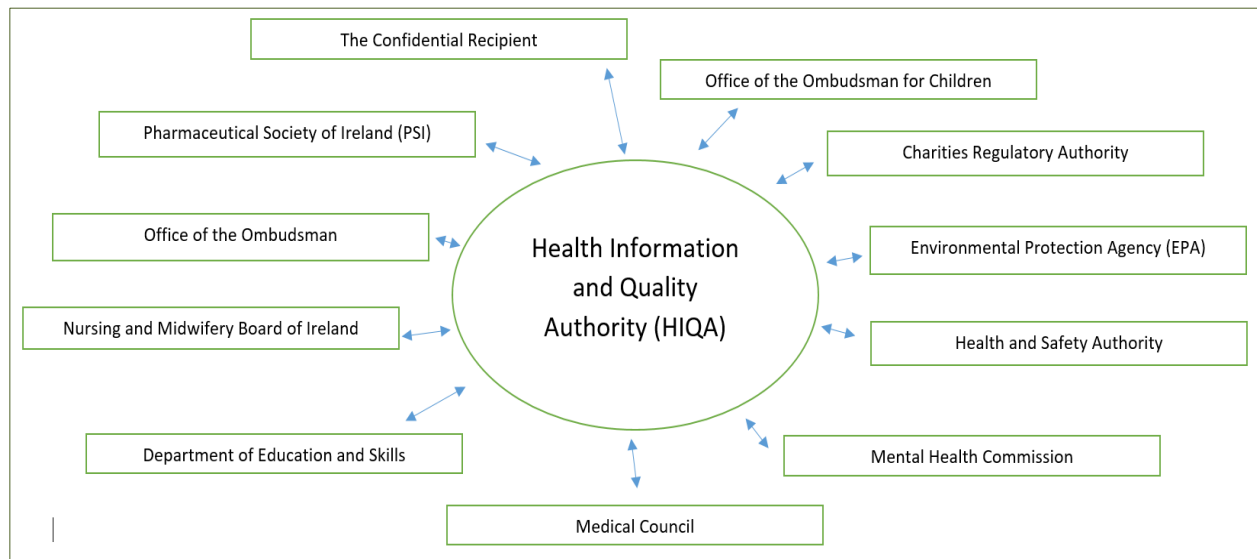 The Confidential Recipient
Office of the Ombudsman for Children
Pharmaceutical Society of Ireland (PSI)
Charities Regulatory Authority
Office of the Ombudsman
Health Information
and Quality
Authority (HIQA)
Environmental Protection Agency (EPA)
Nursing and Midwifery Board of Ireland
Health and Safety Authority
Department of Education and Skills
Mental Health Commission
Medical Council